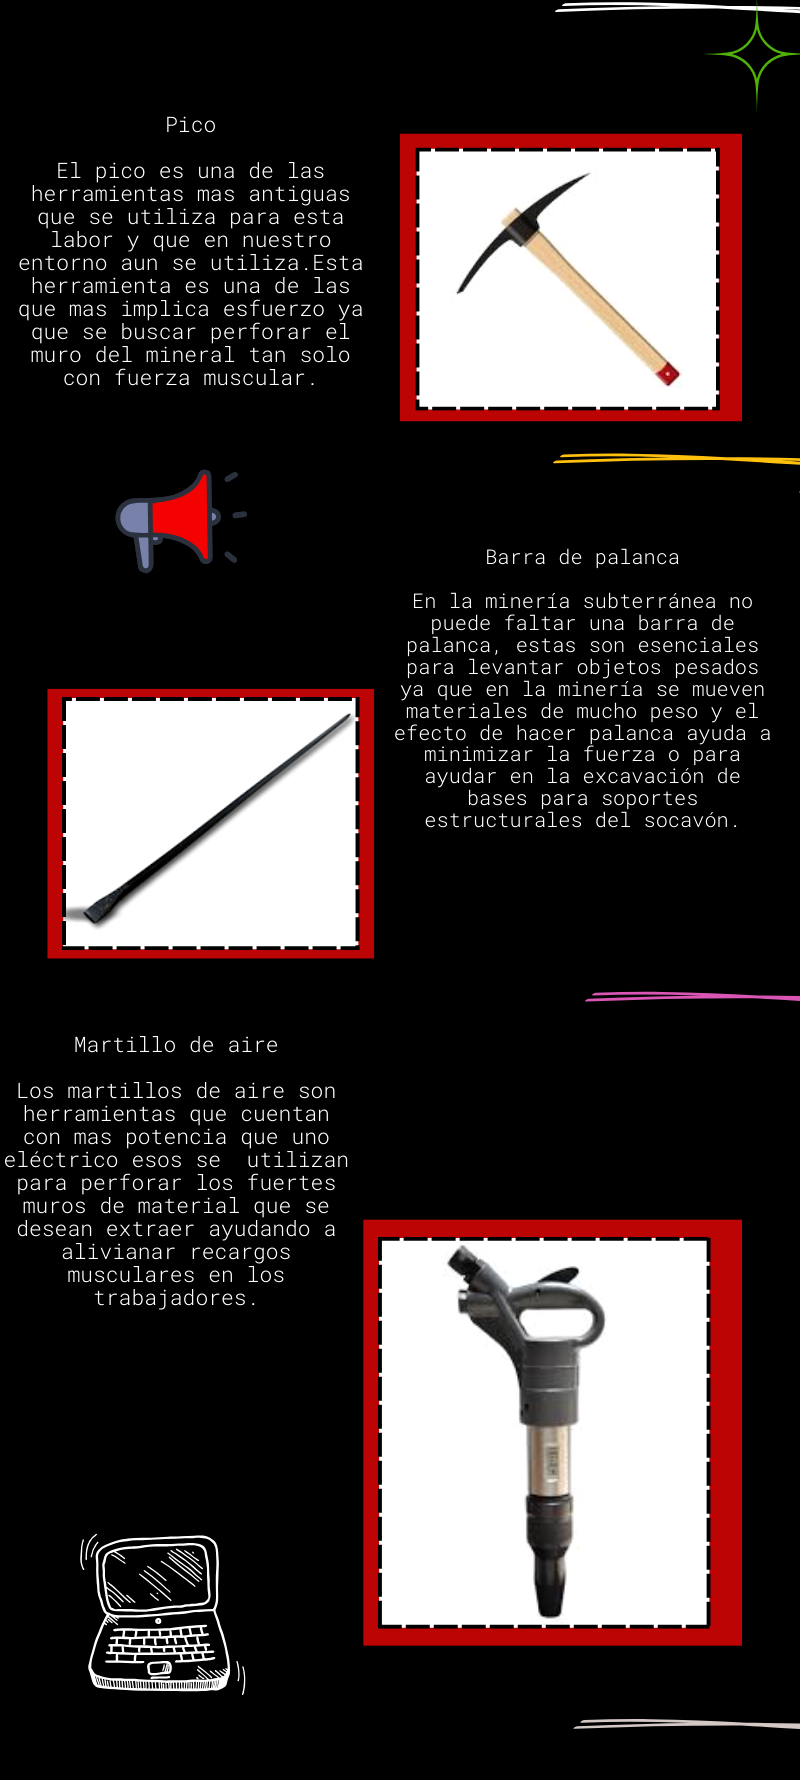 Pico
El pico es una de las
herramientas mas antiguas
que se utiliza para esta
labor y que en nuestro
entorno aun se utiliza.Esta
herramienta es una de las
que mas implica esfuerzo ya
que se buscar perforar el
muro del mineral tan solo
con fuerza muscular.
Barra de palanca
En la minería subterránea no
puede faltar una barra de
palanca, estas son esenciales
para levantar objetos pesados
ya que en la minería se mueven
materiales de mucho peso y el
efecto de hacer palanca ayuda a
minimizar la fuerza o para
ayudar en la excavación de
bases para soportes
estructurales del socavón.
Martillo de aire
Los martillos de aire son
herramientas que cuentan
con mas potencia que uno
eléctrico esos se  utilizan
para perforar los fuertes
muros de material que se
desean extraer ayudando a
alivianar recargos
musculares en los
trabajadores.